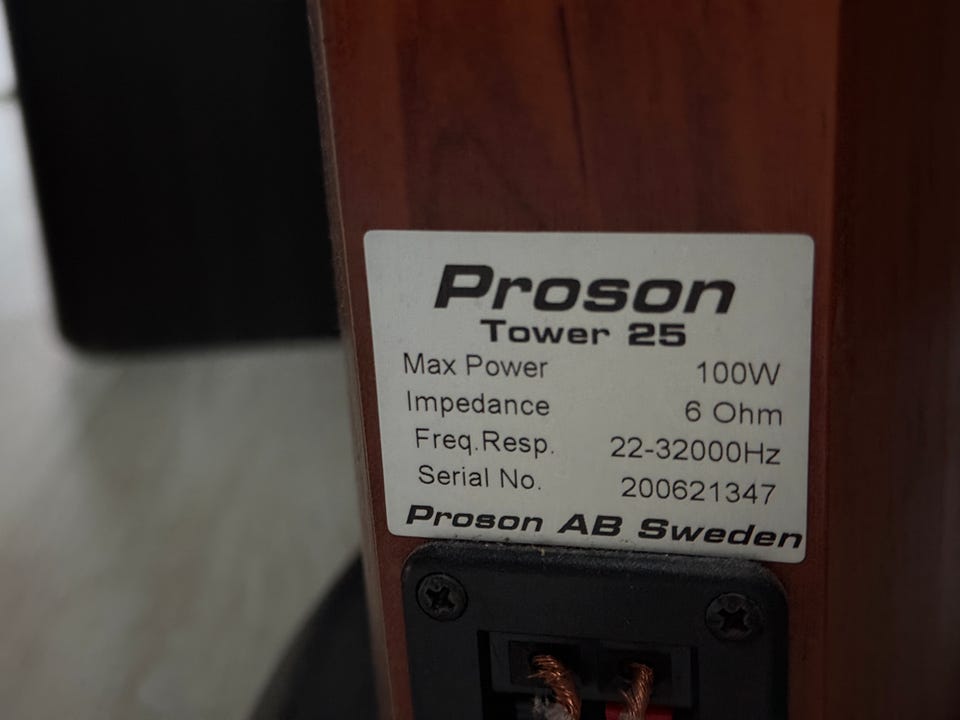 Proson
Tower 25
Max Power 100W
Impedance 6 Ohm
Freq.Resp. 22-32000Hz
Serial No. 200621347
Proson AB Sweden